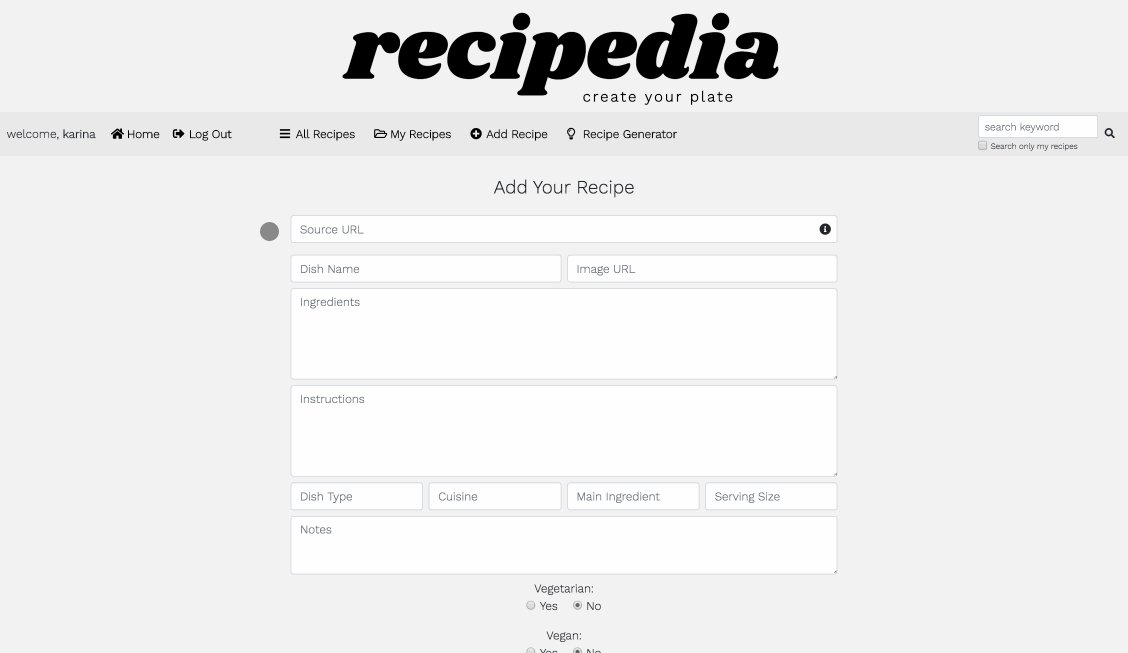 recipedia
create your plate
welcome, karina Home Log Out All Recipes My Recipes Add Recipe Recipe Generator search keyword
Search only my recipes
Add Your Recipe
Source URL
Dish Name Image URL
Ingredients
Instructions
Dish Type Cuisine Main Ingredient Serving Size
Notes
Vegetarian:
Yes No
Vegan:
Yes No